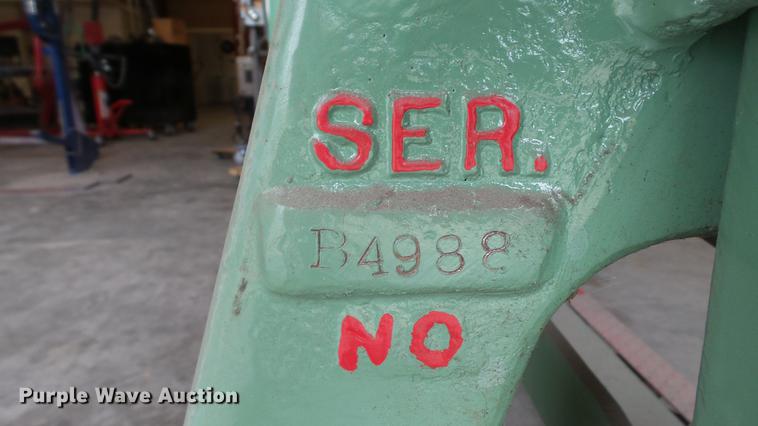 SER.
B4988
NO
Purple Wave Auction